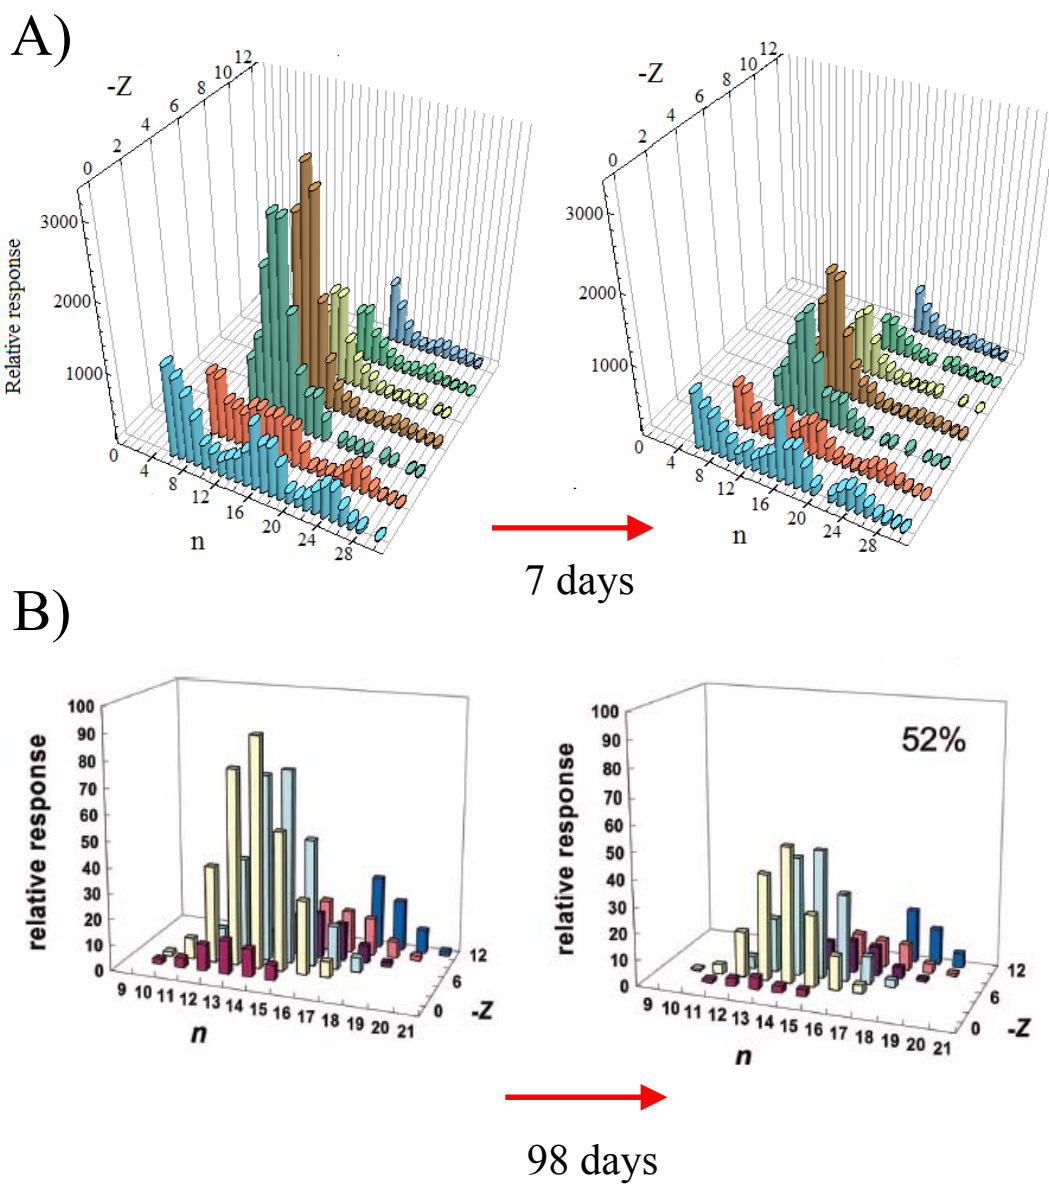 A)
-Z
0 2 4 6 8 10 12
Relative response
3000
2000
1000
0 4 8 12 16 20 24 28
n
-Z
0 2 4 6 8 10 12
3000
2000
1000
0 4 8 12 16 20 24 28
n
7 days
B)
relative response
100
90
80
70
60
50
40
30
20
10
0
9 10 11 12 13 14 15 16 17 18 19 20 21
n
12
6
0
-Z
52%
relative response
100
90
80
70
60
50
40
30
20
10
0
9 10 11 12 13 14 15 16 17 18 19 20 21
n
12
6
0
-Z
98 days